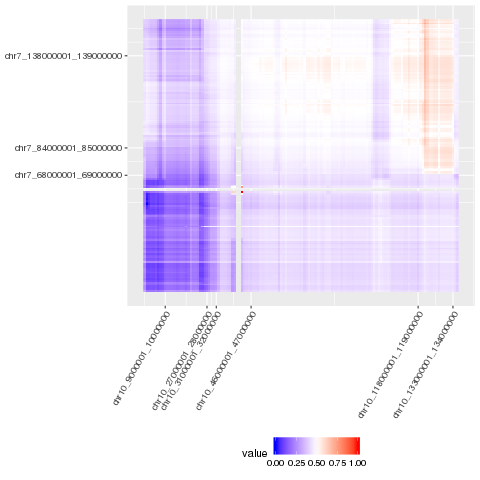 chr7_138000001_139000000
chr7_84000001_85000000
chr7_68000001_69000000
chr10_9000001_10000000
chr10_27000001_28000000
chr10_31000001_32000000
chr10_46000001_47000000
chr10_118000001_119000000
chr10_133000001_134000000
value
0.00 0.25 0.50 0.75 1.00